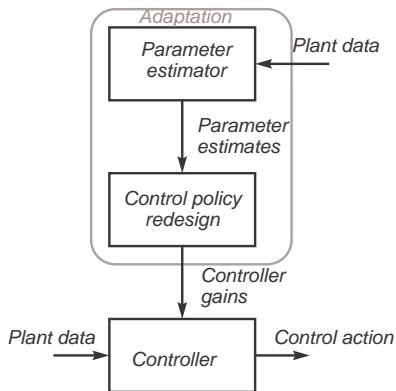 Adaptation
Parameter
estimator
Plant data
Parameter
estimates
Control policy
redesign
Controller
gains
Plant data
Controller
Control action